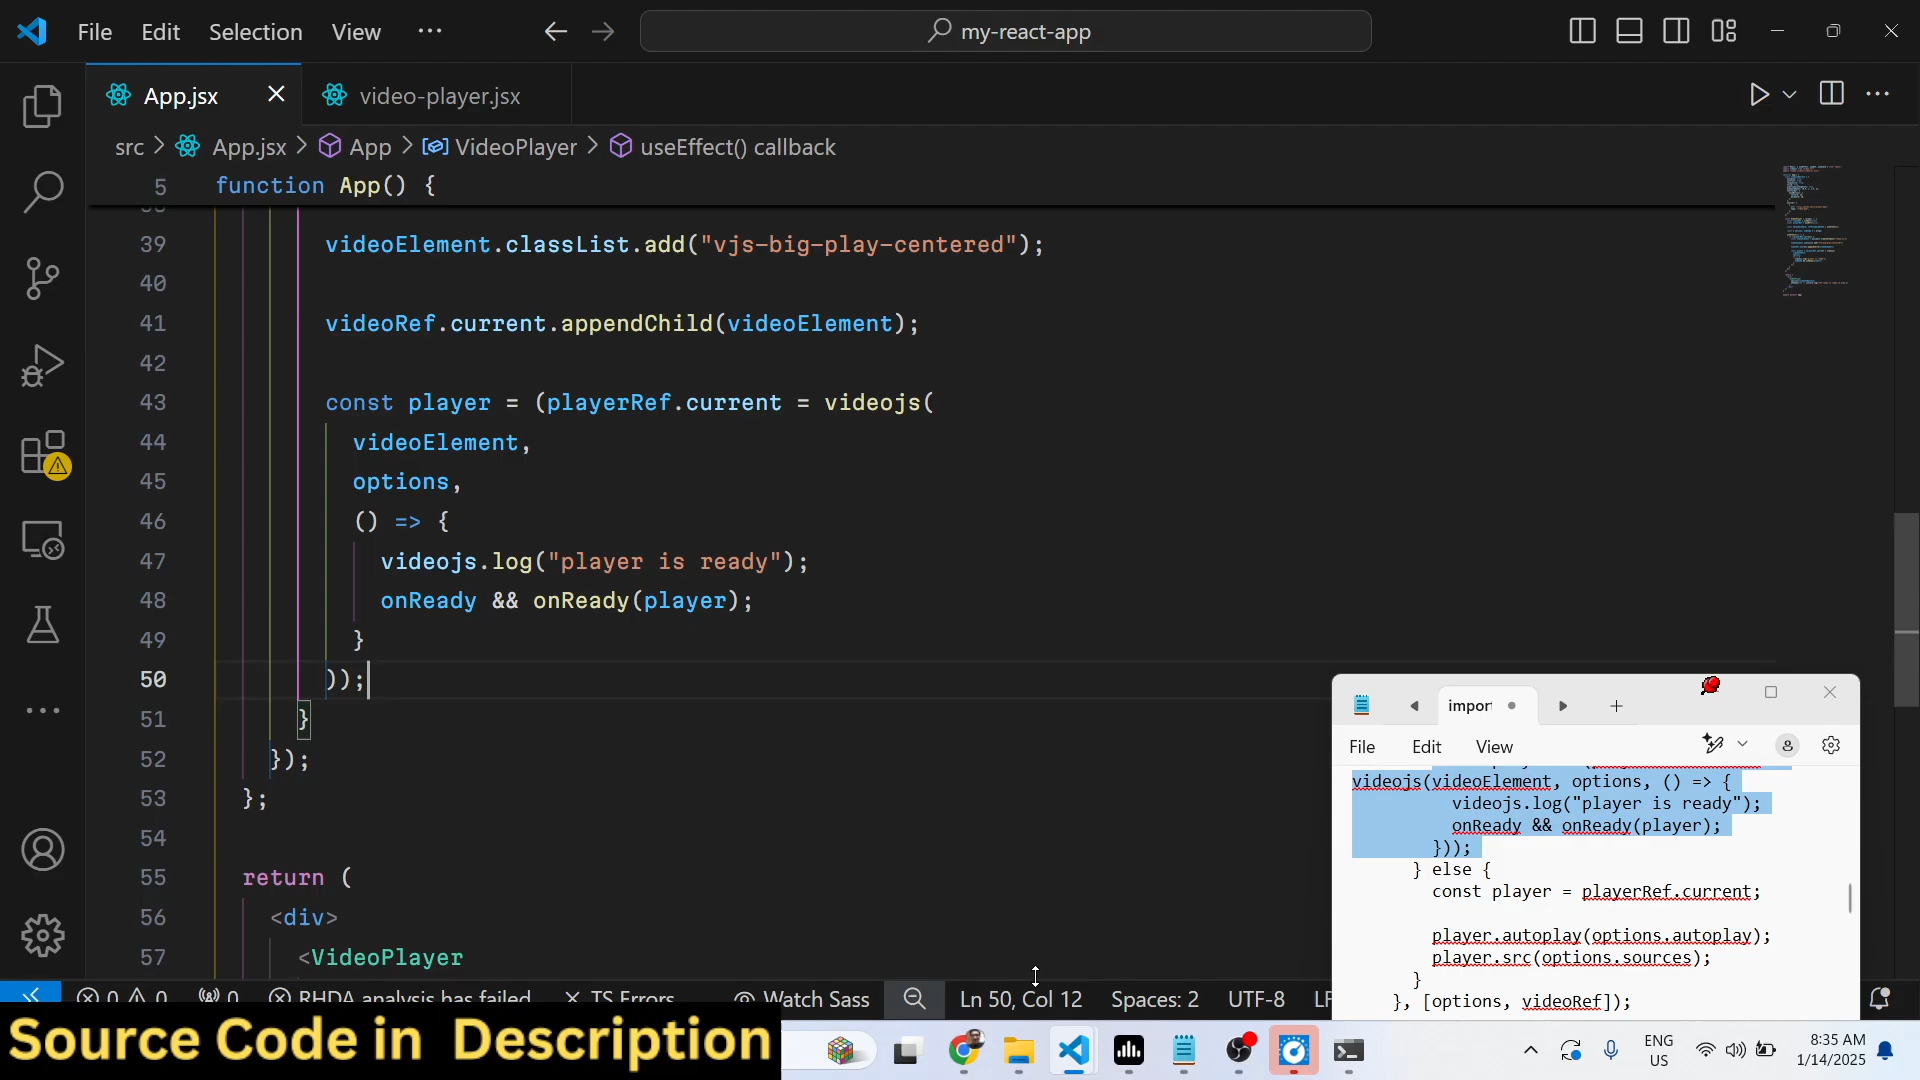 File Edit Selection View ··· my-react-app
App.jsx video-player.jsx
src > App.jsx > App > VideoPlayer > useEffect() callback
5 function App() {
39 videoElement.classList.add("vjs-big-play-centered");
40
41 videoRef.current.appendChild(videoElement);
42
43 const player = (playerRef.current = videojs(
44 videoElement,
45 options,
46 () => {
47 videojs.log("player is ready");
48 onReady && onReady(player);
49 }
50 ));
51 }
52 });
53 };
54
55 return (
56 <div>
57 <VideoPlayer
import
File Edit View
videojs(videoElement, options, () => {
videojs.log("player is ready");
onReady && onReady(player);
}));
} else {
const player = playerRef.current;
player.autoplay(options.autoplay);
player.src(options.sources);
}
}, [options, videoRef]);
0 0 0 RHDA analysis has failed TS Errors Watch Sass Ln 50, Col 12 Spaces: 2 UTF-8 LF
Source Code in Description
ENG
US
8:35 AM
1/14/2025